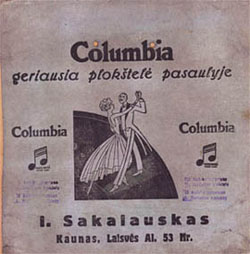 Columbia
geriausia plokštelė pasaulyje
Columbia
Columbia
I. Sakalauskas
Kaunas, Laisvės Al. 53 Nr.